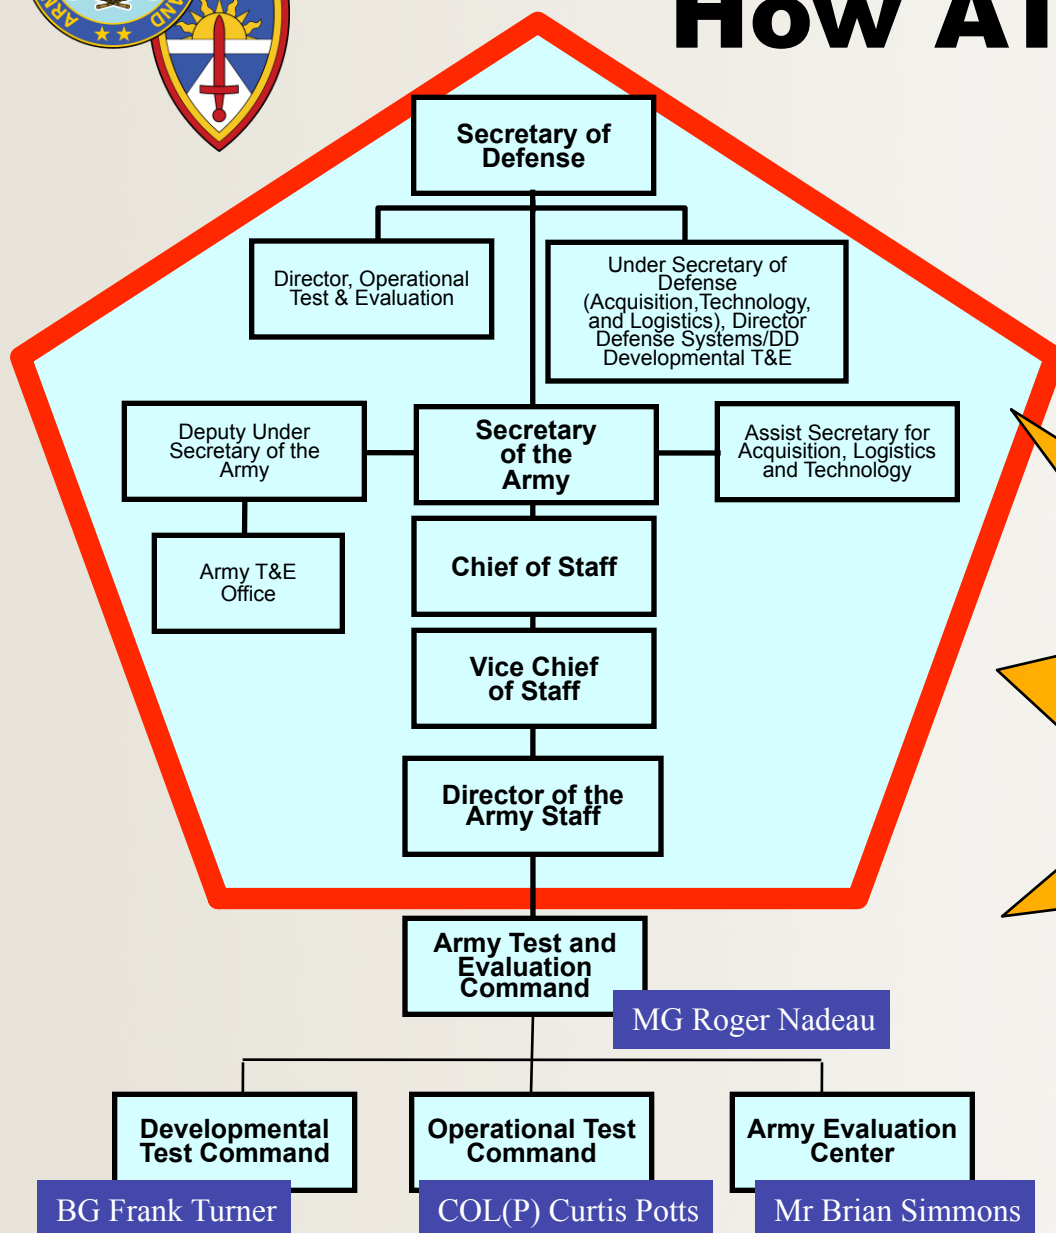 How AT
ARM
AND
Secretary of
Defense
Director, Operational
Test & Evaluation
Under Secretary of
Defense
(Acquisition,Technology,
and Logistics), Director
Defense Systems/DD
Developmental T&E
Deputy Under
Secretary of the
Army
Secretary
of the
Army
Assist Secretary for
Acquisition, Logistics
and Technology
Army T&E
Office
Chief of Staff
Vice Chief
of Staff
Director of the
Army Staff
Army Test and
Evaluation
Command
MG Roger Nadeau
Developmental
Test Command
Operational Test
Command
Army Evaluation
Center
BG Frank Turner
COL(P) Curtis Potts
Mr Brian Simmons